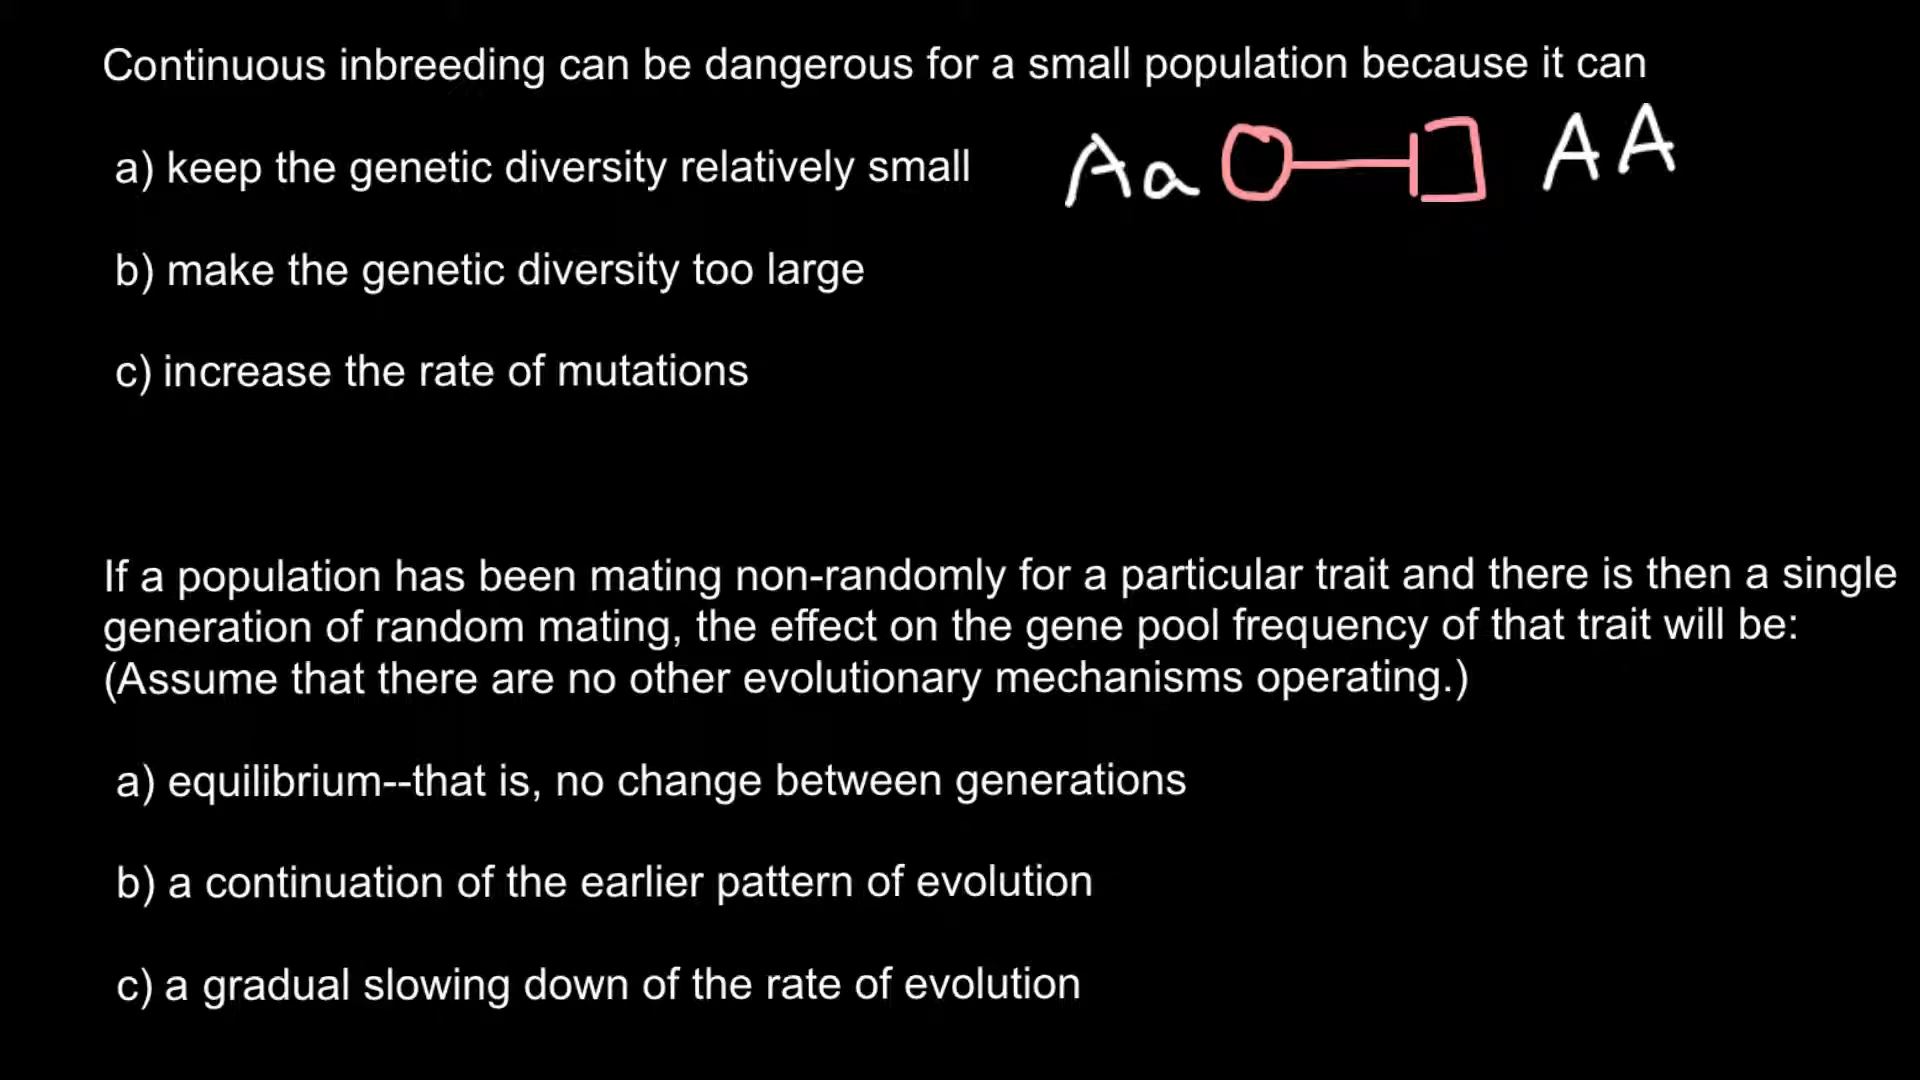 Continuous inbreeding can be dangerous for a small population because it can
a) keep the genetic diversity relatively small
Aa AA
b) make the genetic diversity too large
c) increase the rate of mutations
If a population has been mating non-randomly for a particular trait and there is then a single
generation of random mating, the effect on the gene pool frequency of that trait will be:
(Assume that there are no other evolutionary mechanisms operating.)
a) equilibrium--that is, no change between generations
b) a continuation of the earlier pattern of evolution
c) a gradual slowing down of the rate of evolution